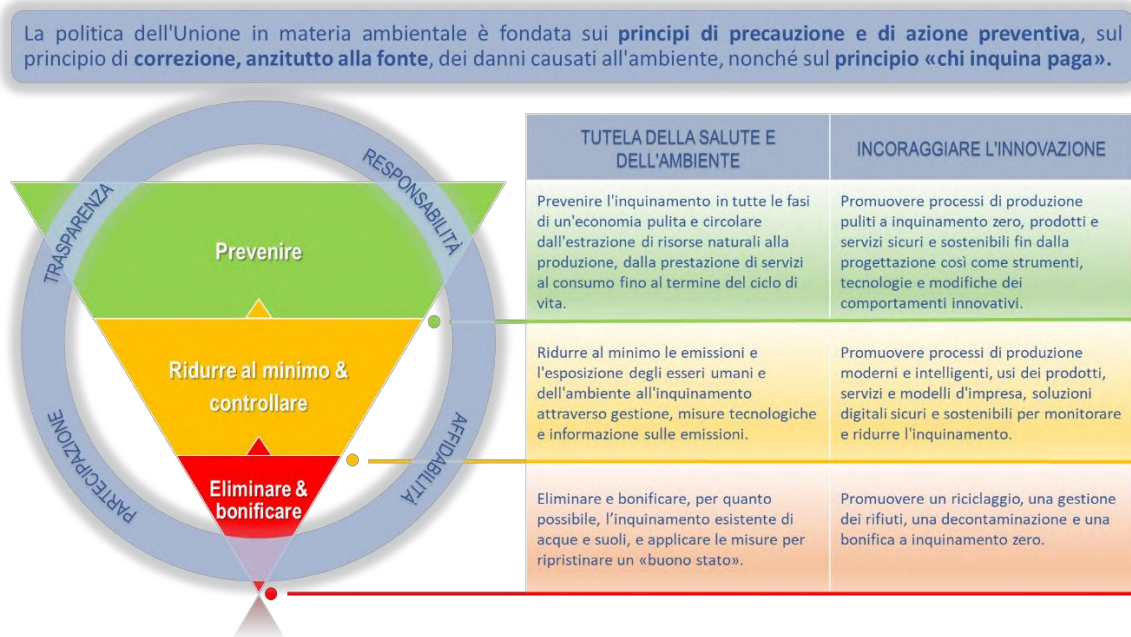 La politica dell'Unione in materia ambientale è fondata sui principi di precauzione e di azione preventiva, sul
principio di correzione, anzitutto alla fonte, dei danni causati all'ambiente, nonché sul principio «chi inquina paga».
TRASPARENZA
RESPONSABILITÀ
PARTECIPAZIONE
AFFIDABILITÀ
Prevenire
Ridurre al minimo &
controllare
Eliminare &
bonificare
TUTELA DELLA SALUTE E
DELL'AMBIENTE
INCORAGGIARE L'INNOVAZIONE
Prevenire l'inquinamento in tutte le fasi
di un'economia pulita e circolare
dall'estrazione di risorse naturali alla
produzione, dalla prestazione di servizi
al consumo fino al termine del ciclo di
vita.
Promuovere processi di produzione
puliti a inquinamento zero, prodotti e
servizi sicuri e sostenibili fin dalla
progettazione così come strumenti,
tecnologie e modifiche dei
comportamenti innovativi.
Ridurre al minimo le emissioni e
l'esposizione degli esseri umani e
dell'ambiente all'inquinamento
attraverso gestione, misure tecnologiche
e informazione sulle emissioni.
Promuovere processi di produzione
moderni e intelligenti, usi dei prodotti,
servizi e modelli d'impresa, soluzioni
digitali sicuri e sostenibili per monitorare
e ridurre l'inquinamento.
Eliminare e bonificare, per quanto
possibile, l'inquinamento esistente di
acque e suoli, e applicare le misure per
ripristinare un «buono stato».
Promuovere un riciclaggio, una gestione
dei rifiuti, una decontaminazione e una
bonifica a inquinamento zero.